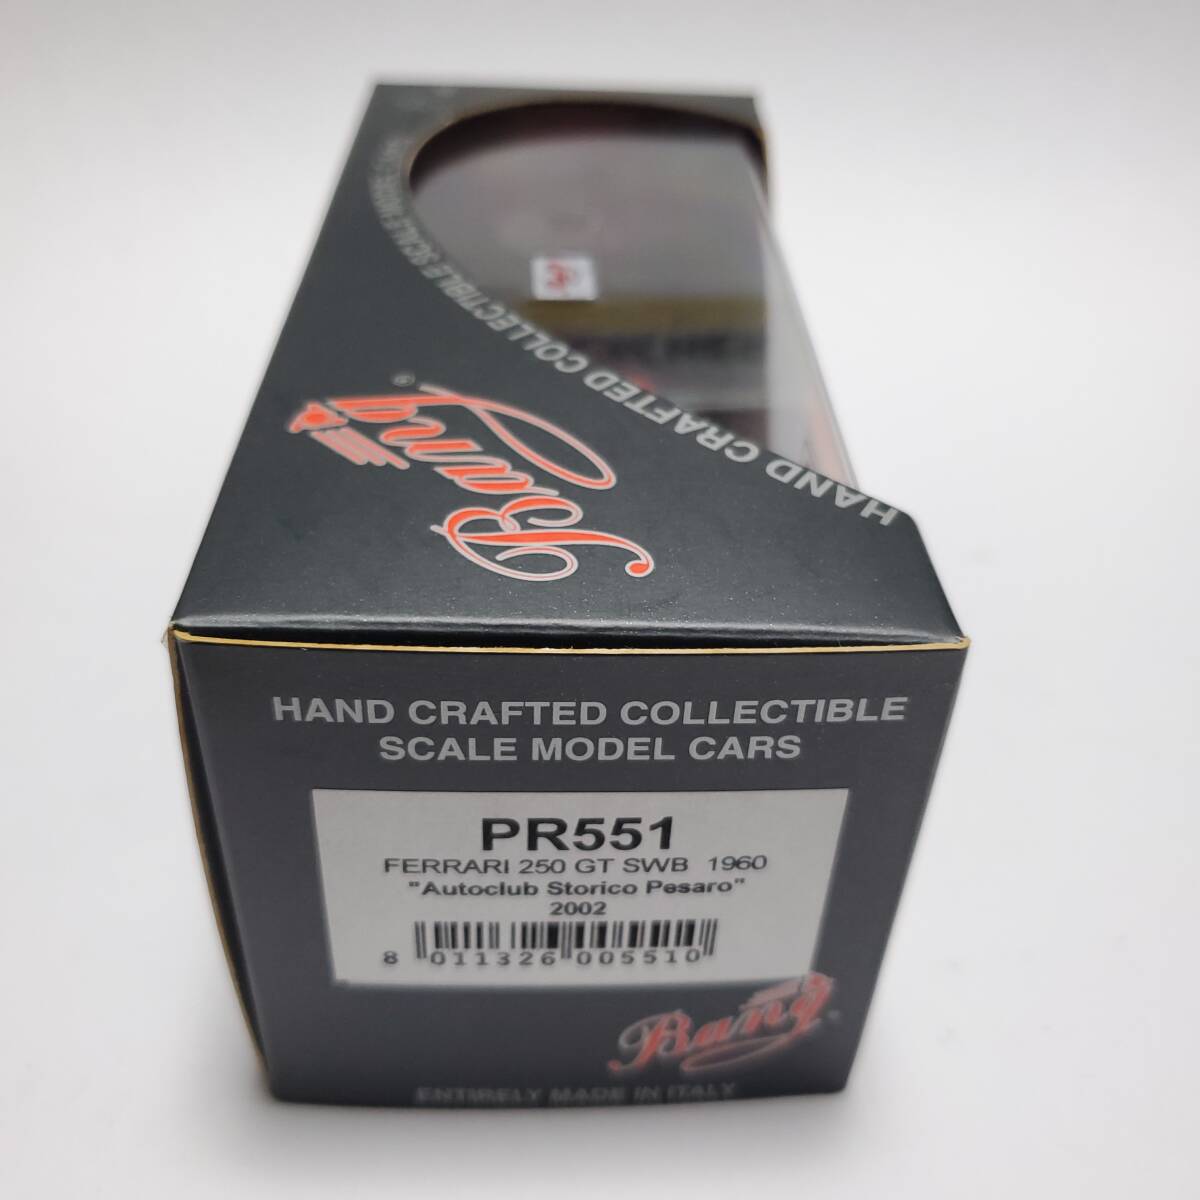 HAND CRAFTED COLLECTIBLE SCALE MODEL CARS
Bang ®
HAND CRAFTED COLLECTIBLE
SCALE MODEL CARS
PR551
FERRARI 250 GT SWB 1960
"Autoclub Storico Pesaro"
2002
8 011326 005510
Bang
ENTIRELY MADE IN ITALY